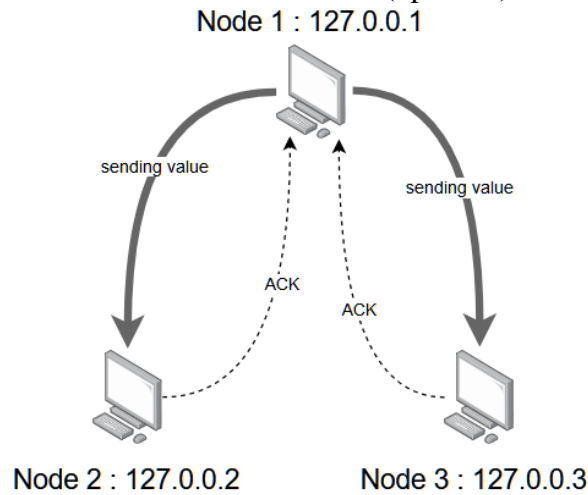 Node 1 : 127.0.0.1
sending value
sending value
ACK
ACK
Node 2 : 127.0.0.2
Node 3 : 127.0.0.3